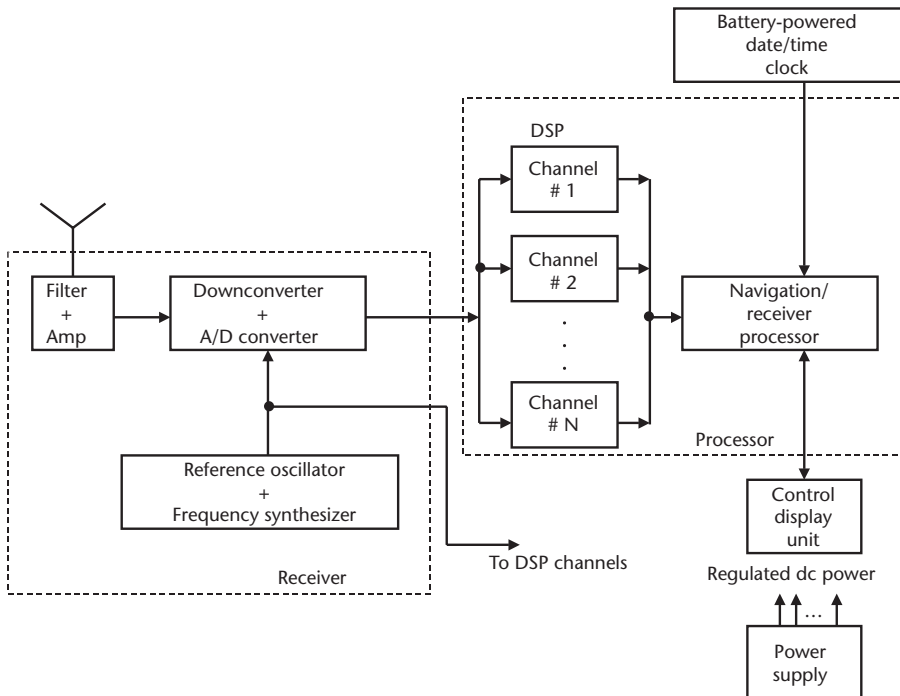 Battery-powered
date/time
clock
DSP
Channel
# 1
Filter
+
Amp
Downconverter
+
A/D converter
Channel
# 2
.
.
.
Navigation/
receiver
processor
Channel
# N
Processor
Reference oscillator
+
Frequency synthesizer
Control
display
unit
To DSP channels
Receiver
Regulated dc power
...
Power
supply